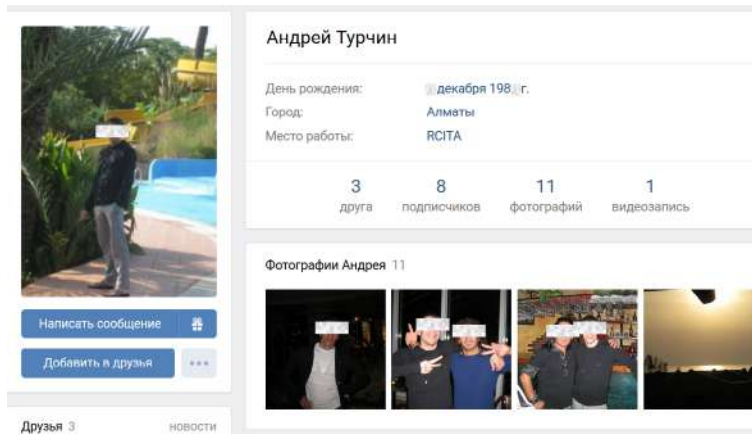 Андрей Турчин
День рождения: декабря 198 г.
Город: Алматы
Место работы: RCITA
3 8 11 1
друга подписчиков фотографий видеозапись
Фотографии Андрея 11
Написать сообщение
Добавить в друзья
Друзья 3 новости